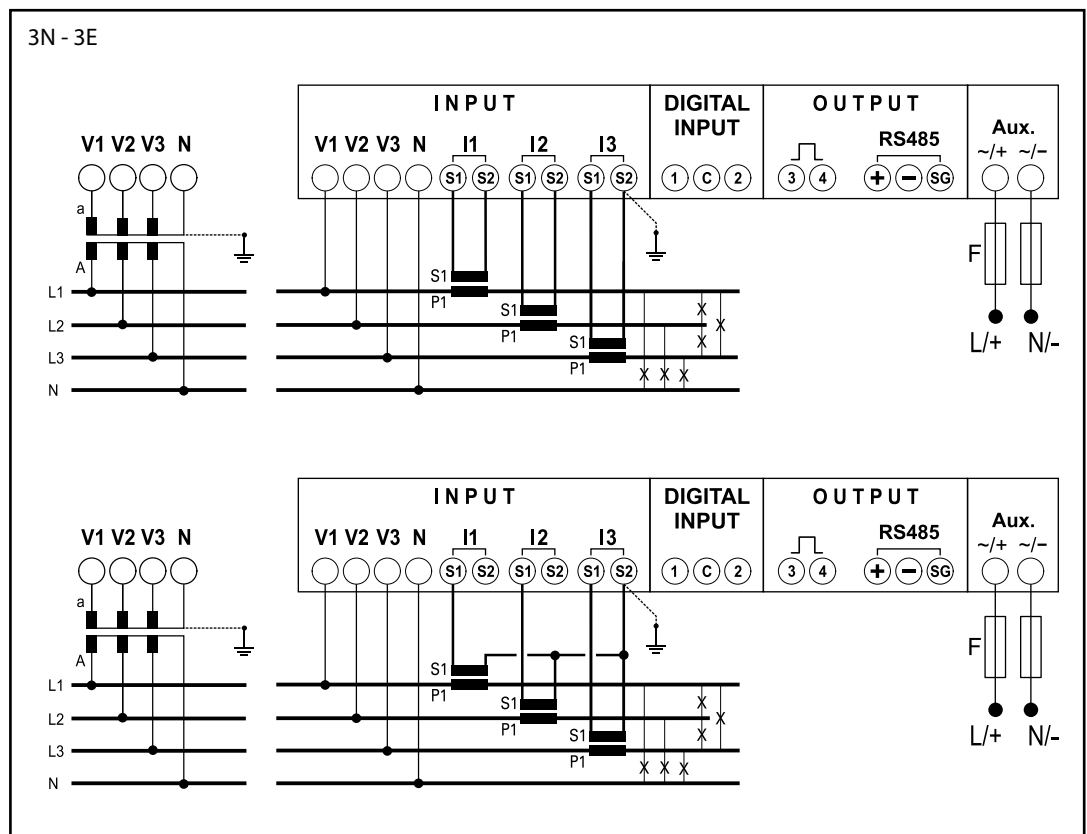 3N - 3E
INPUT
DIGITAL INPUT
OUTPUT
RS485
Aux.
~/+ ~/−
V1 V2 V3 N
V1 V2 V3 N
I1
I2
I3
S1 S2 S1 S2 S1 S2
1 C 2
3 4
+ − SG
a
A
F
S1
P1
S1
P1
S1
P1
L1
L2
L3
N
L/+ N/-
INPUT
DIGITAL INPUT
OUTPUT
RS485
Aux.
~/+ ~/−
V1 V2 V3 N
V1 V2 V3 N
I1
I2
I3
S1 S2 S1 S2 S1 S2
1 C 2
3 4
+ − SG
a
A
F
S1
P1
S1
P1
S1
P1
L1
L2
L3
N
L/+ N/-